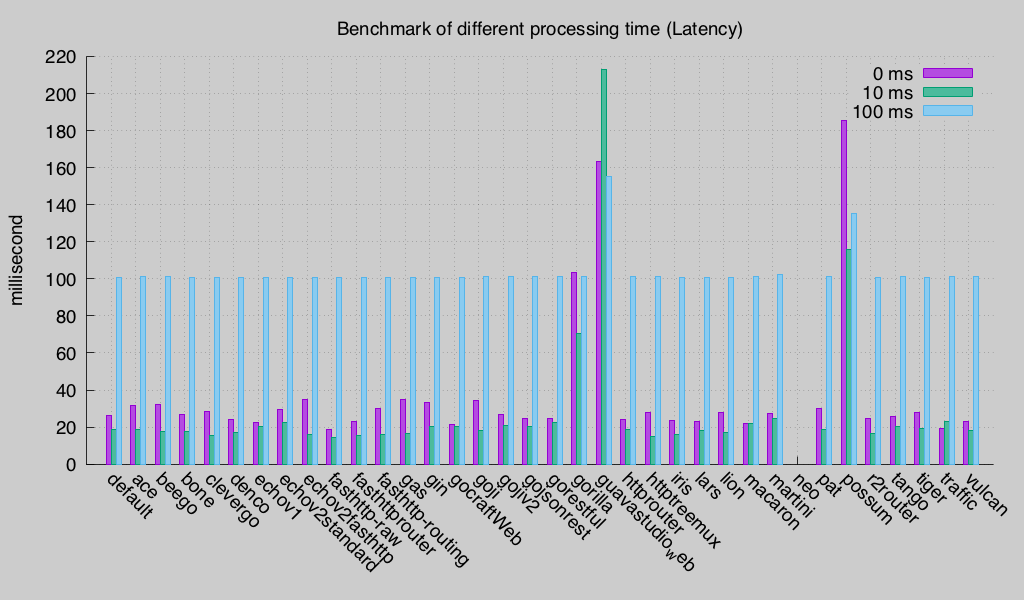 Benchmark of different processing time (Latency)
0 ms
10 ms
100 ms
millisecond
220
200
180
160
140
120
100
80
60
40
20
0
default
ace
beego
bone
clevergo
denco
echov1
echov2standard
echov2fasthttp
fasthttp-raw
fasthttprouter
fasthttp-routing
gas
gin
gocraftWeb
goji
gojiv2
gojsonrest
gorestful
gorilla
guavastudioweb
httprouter
httptreemux
iris
lars
lion
macaron
martini
neo
pat
possum
r2router
tango
tiger
traffic
vulcan